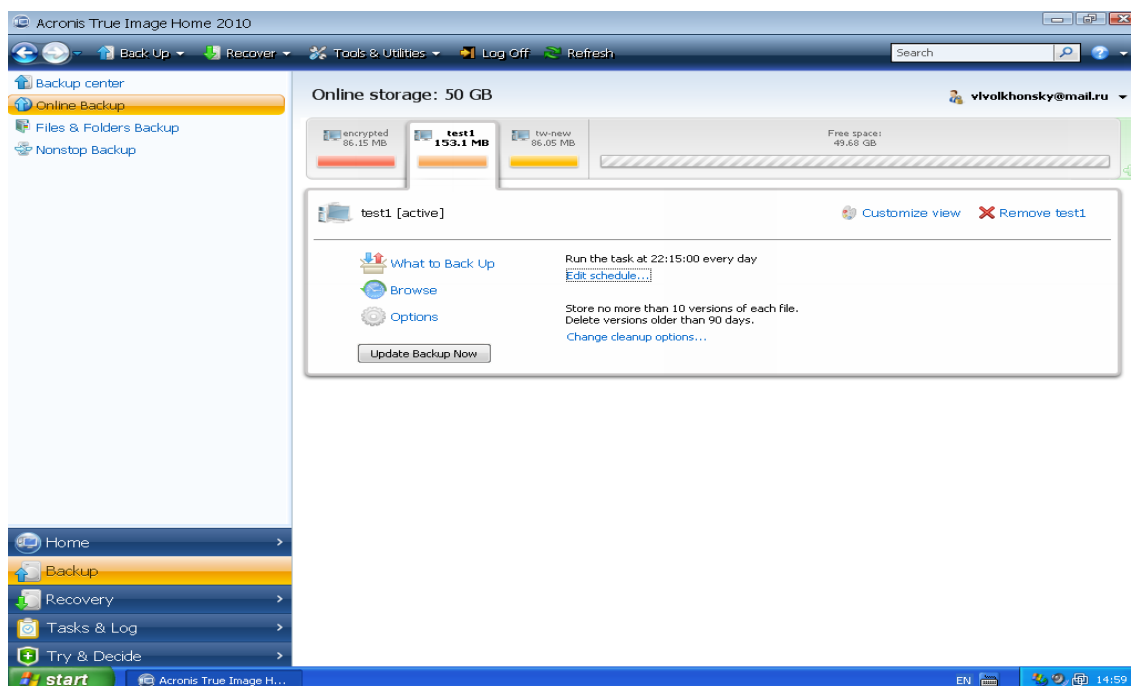 Acronis True Image Home 2010
Back Up
Recover
Tools & Utilities
Log Off
Refresh
Search
Backup center
Online Backup
Files & Folders Backup
Nonstop Backup
Online storage: 50 GB
vlvolkhonsky@mail.ru
encrypted
86.15 MB
test1
153.1 MB
tw-new
86.05 MB
Free space:
49.68 GB
test1 [active]
Customize view
Remove test1
What to Back Up
Browse
Options
Update Backup Now
Run the task at 22:15:00 every day
Edit schedule...
Store no more than 10 versions of each file.
Delete versions older than 90 days.
Change cleanup options...
Home
Backup
Recovery
Tasks & Log
Try & Decide
start
Acronis True Image H...
EN
14:59